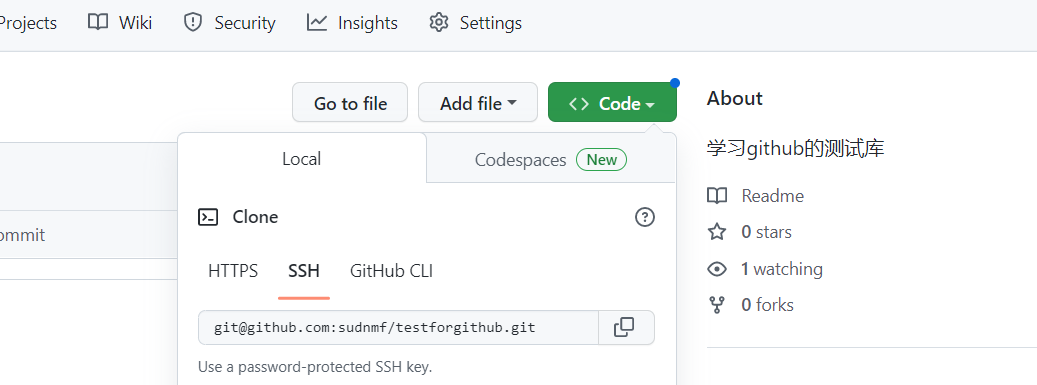 Projects Wiki Security Insights Settings
Go to file Add file Code
About
Local Codespaces New
学习github的测试库
Readme
Clone
0 stars
ommit
HTTPS SSH GitHub CLI
1 watching
0 forks
git@github.com:sudnmf/testforgithub.git
Use a password-protected SSH key.